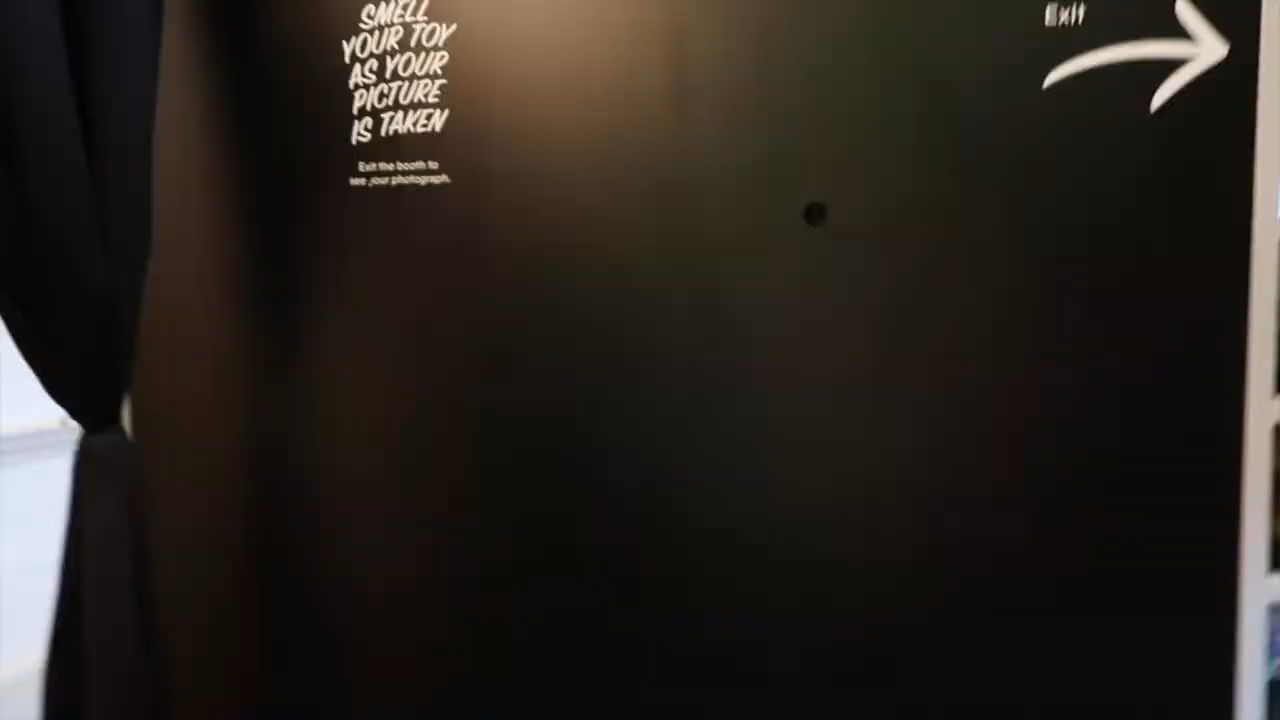 SMELL
YOUR TOY
AS YOUR
PICTURE
IS TAKEN
Exit the booth to
see your photograph.
Exit